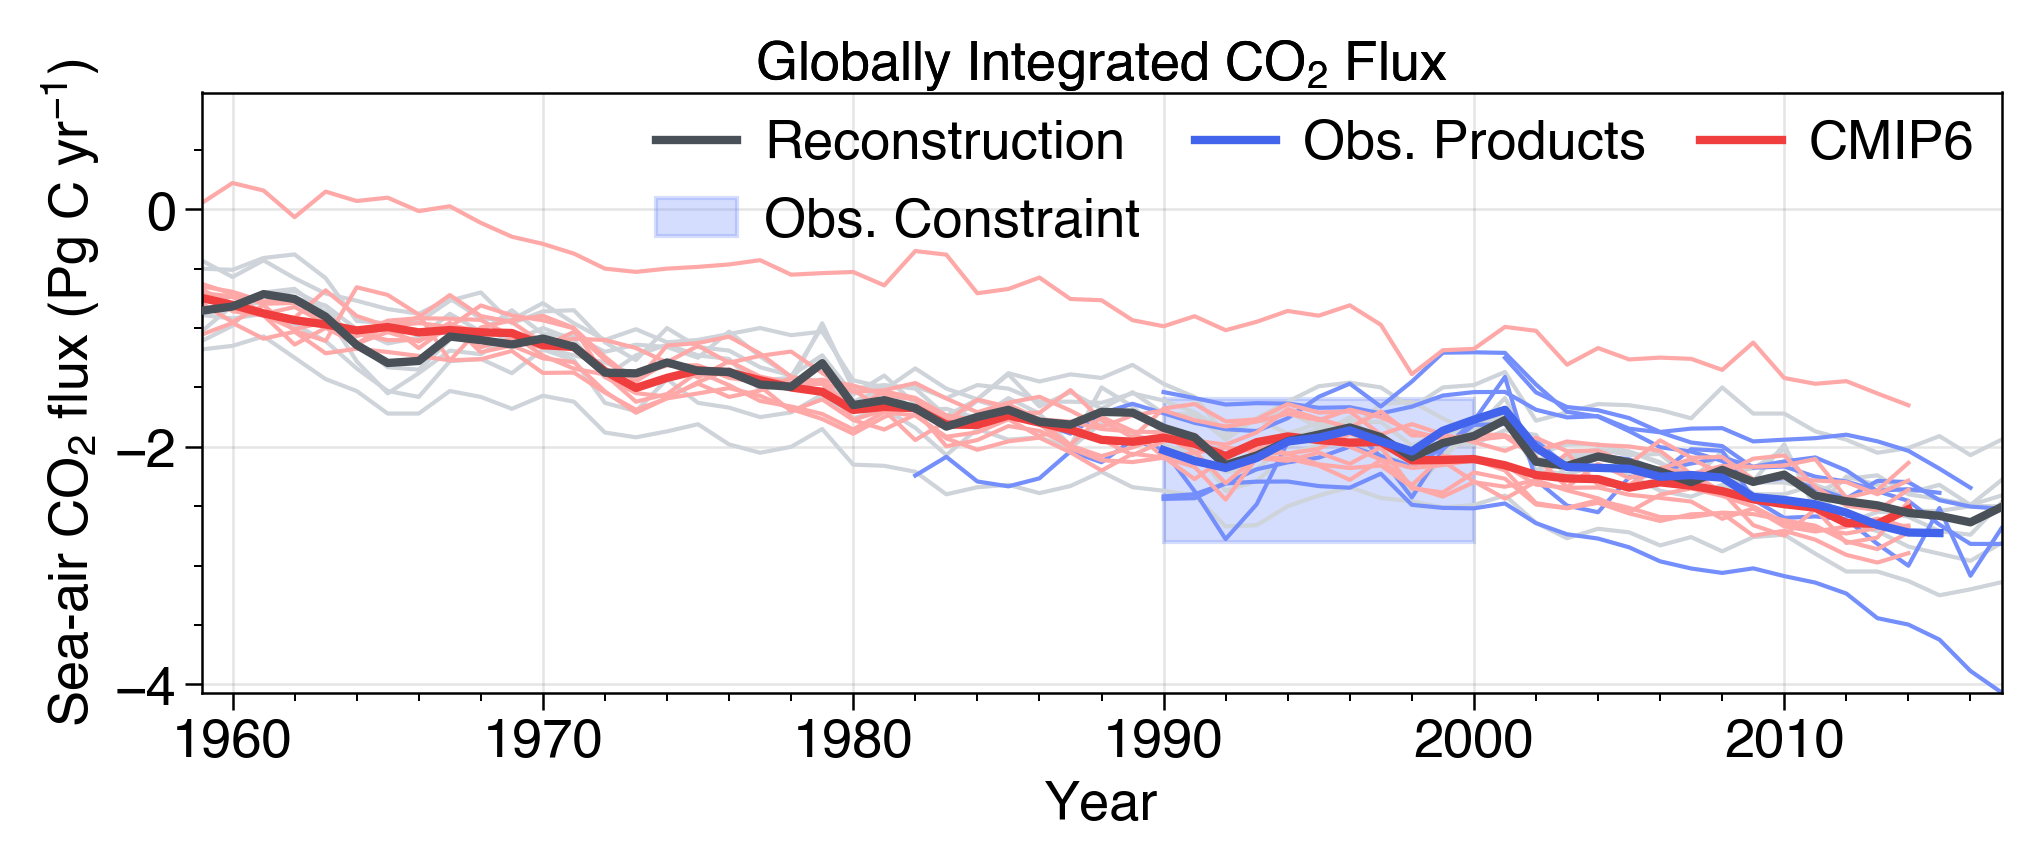 Globally Integrated CO₂ Flux
Reconstruction Obs. Products CMIP6
Obs. Constraint
Sea-air CO₂ flux (Pg C yr⁻¹)
0
−2
−4
1960 1970 1980 1990 2000 2010
Year